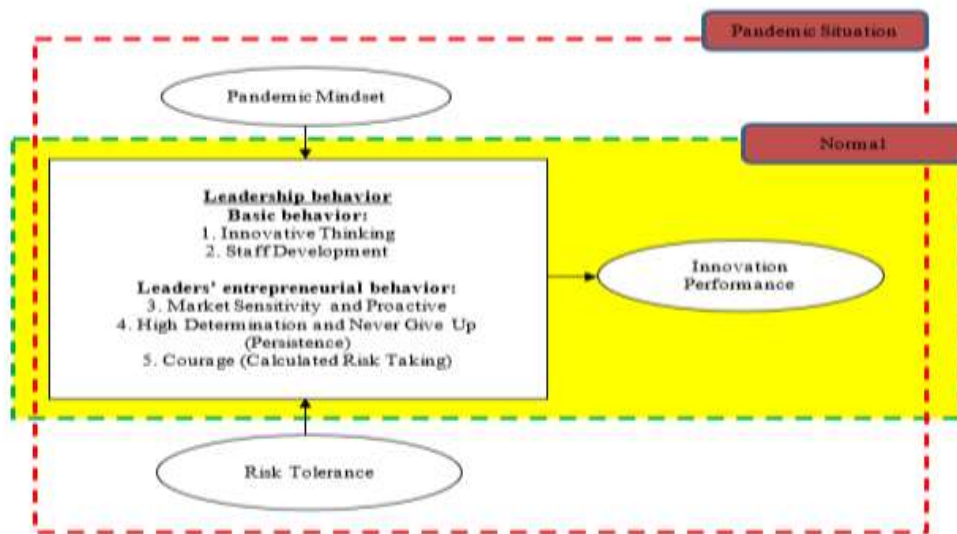 Pandemic Situation
Pandemic Mindset
Normal
Leadership behavior
Basic behavior:
1. Innovative Thinking
2. Staff Development
Leaders' entrepreneurial behavior:
3. Market Sensitivity and Proactive
4. High Determination and Never Give Up
(Persistence)
5. Courage (Calculated Risk Taking)
Innovation
Performance
Risk Tolerance